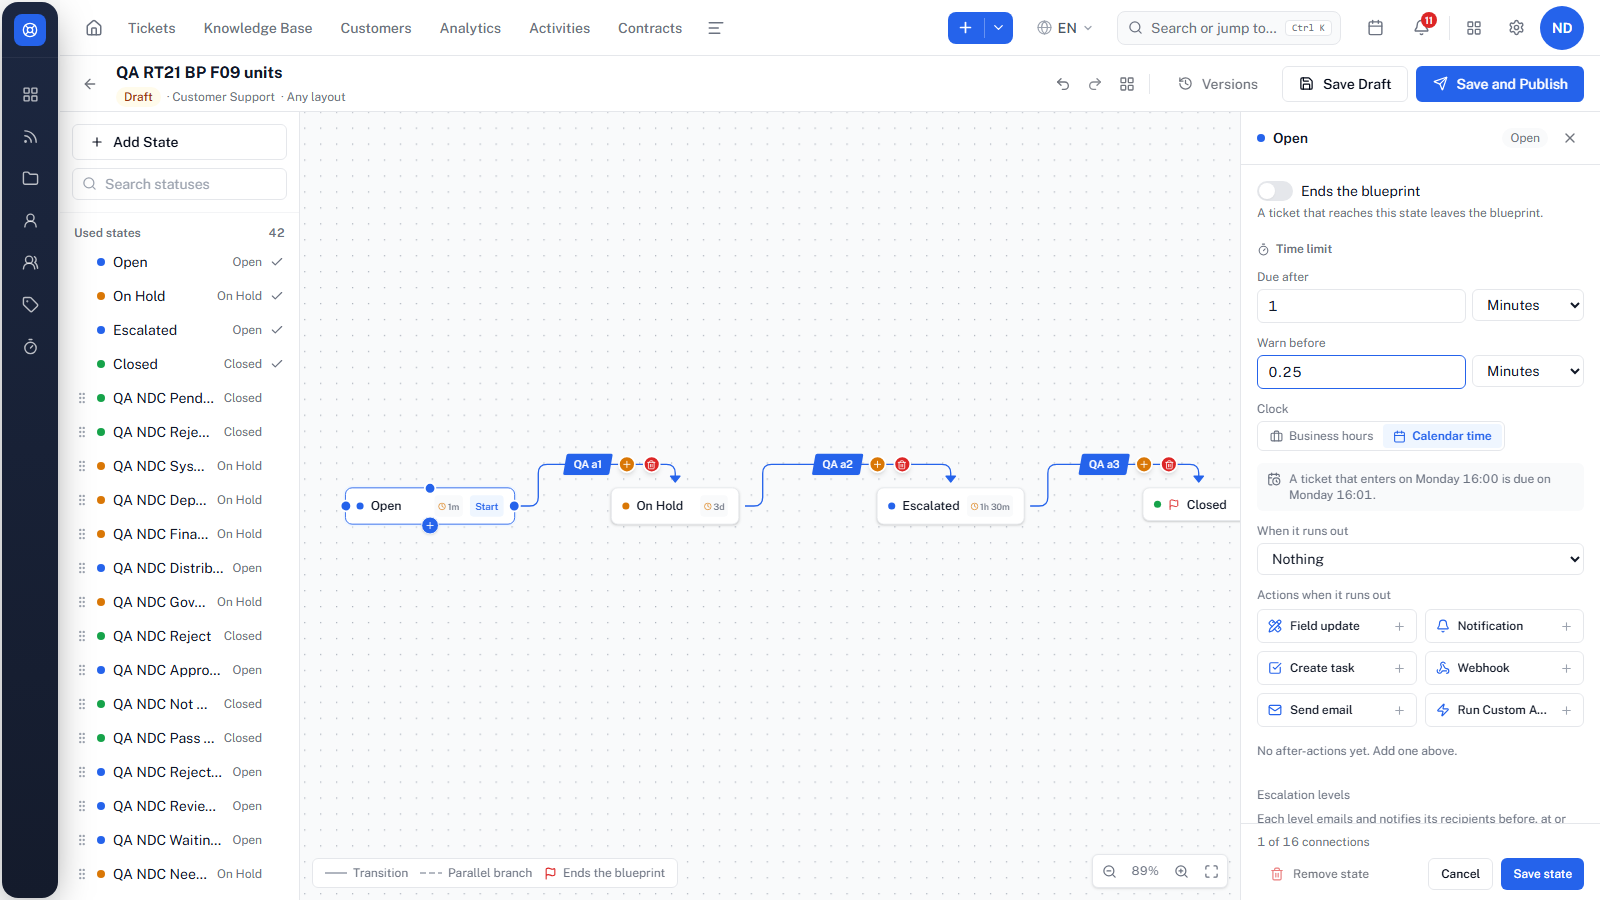 Tickets
Knowledge Base
Customers
Analytics
Activities
Contracts
EN
Search or jump to...
Ctrl K
11
ND
QA RT21 BP F09 units
Draft · Customer Support · Any layout
Versions
Save Draft
Save and Publish
Add State
Search statuses
Used states 42
Open Open
On Hold On Hold
Escalated Open
Closed Closed
QA NDC Pend... Closed
QA NDC Reje... Closed
QA NDC Sys... On Hold
QA NDC Dep... On Hold
QA NDC Fina... On Hold
QA NDC Distrib... Open
QA NDC Gov... On Hold
QA NDC Reject Closed
QA NDC Appro... Open
QA NDC Not ... Closed
QA NDC Pass ... Closed
QA NDC Reject... Open
QA NDC Revie... Open
QA NDC Waitin... Open
QA NDC Nee... On Hold
QA a1
QA a2
QA a3
Open 1m Start
On Hold 3d
Escalated 1h 30m
Closed
Transition
Parallel branch
Ends the blueprint
89%
Open Open
Ends the blueprint
A ticket that reaches this state leaves the blueprint.
Time limit
Due after
1 Minutes
Warn before
0.25 Minutes
Clock
Business hours Calendar time
A ticket that enters on Monday 16:00 is due on
Monday 16:01.
When it runs out
Nothing
Actions when it runs out
Field update
Notification
Create task
Webhook
Send email
Run Custom A...
No after-actions yet. Add one above.
Escalation levels
Each level emails and notifies its recipients before, at or
1 of 16 connections
Remove state
Cancel
Save state